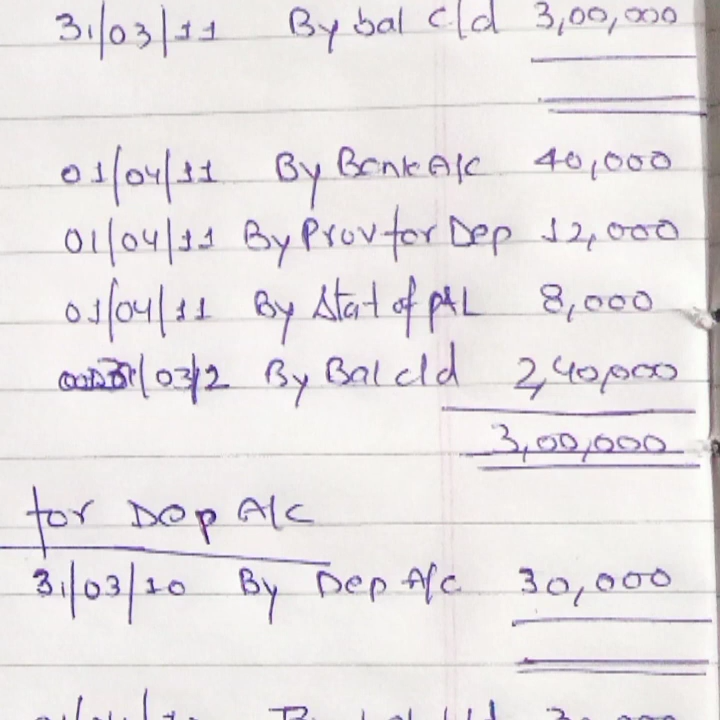 31/03/11 By bal c/d 3,00,000
01/04/11 By Bank A/c 40,000
01/04/11 By Prov for Dep 12,000
01/04/11 By Stat of P&L 8,000
31/03/2 By Bal c/d 2,40,000
3,00,000
for Dep A/c
31/03/10 By Dep A/c 30,000